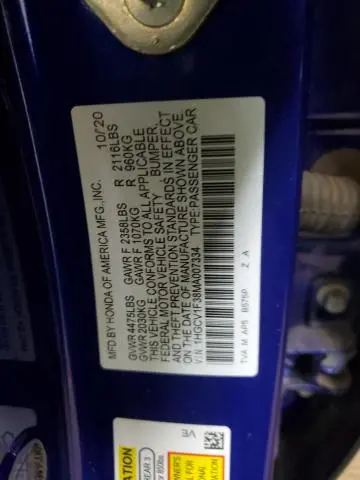 MFD BY HONDA OF AMERICA MFG.,INC. 10/20
GVWR 4475LBS GAWR F 2358LBS R 2116LBS
GVWR 2030KG GAWR F 1070KG R 960KG
THIS VEHICLE CONFORMS TO ALL APPLICABLE
FEDERAL MOTOR VEHICLE SAFETY, BUMPER,
AND THEFT PREVENTION STANDARDS IN EFFECT
ON THE DATE OF MANUFACTURE SHOWN ABOVE.
V.I.N. 1HGCV1F38MA007334 TYPE:PASSENGER CAR
TVA M AP5 B575P Z A
REAR 3